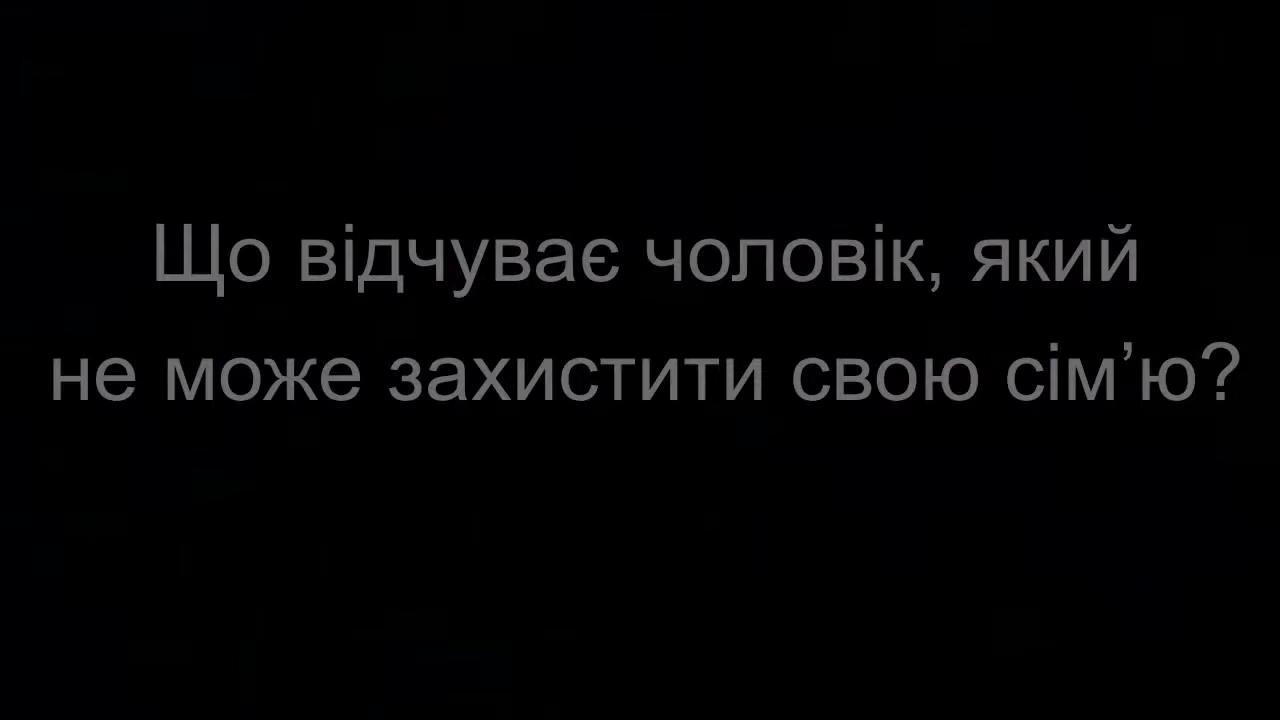 Що відчуває чоловік, який
не може захистити свою сім’ю?